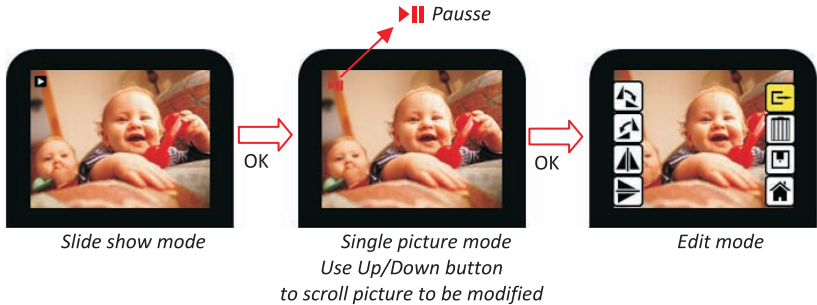 Pausse
OK
OK
Slide show mode
Single picture mode
Use Up/Down button
to scroll picture to be modified
Edit mode